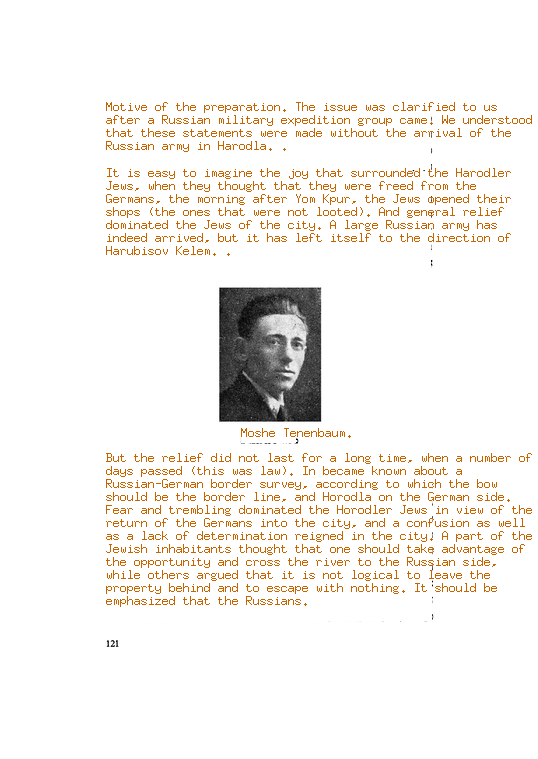 Motive of the preparation. The issue was clarified to us
after a Russian military expedition group came! We understood
that these statements were made without the arrival of the
Russian army in Harodla. .
It is easy to imagine the joy that surrounded the Harodler
Jews, when they thought that they were freed from the
Germans, the morning after Yom Kpur, the Jews opened their
shops (the ones that were not looted). And general relief
dominated the Jews of the city. A large Russian army has
indeed arrived, but it has left itself to the direction of
Harubisov Kelem. .
Moshe Tenenbaum.
But the relief did not last for a long time, when a number of
days passed (this was law). In became known about a
Russian-German border survey, according to which the bow
should be the border line, and Horodla on the German side.
Fear and trembling dominated the Horodler Jews in view of the
return of the Germans into the city, and a confusion as well
as a lack of determination reigned in the city! A part of the
Jewish inhabitants thought that one should take advantage of
the opportunity and cross the river to the Russian side,
while others argued that it is not logical to leave the
property behind and to escape with nothing. It should be
emphasized that the Russians.
121